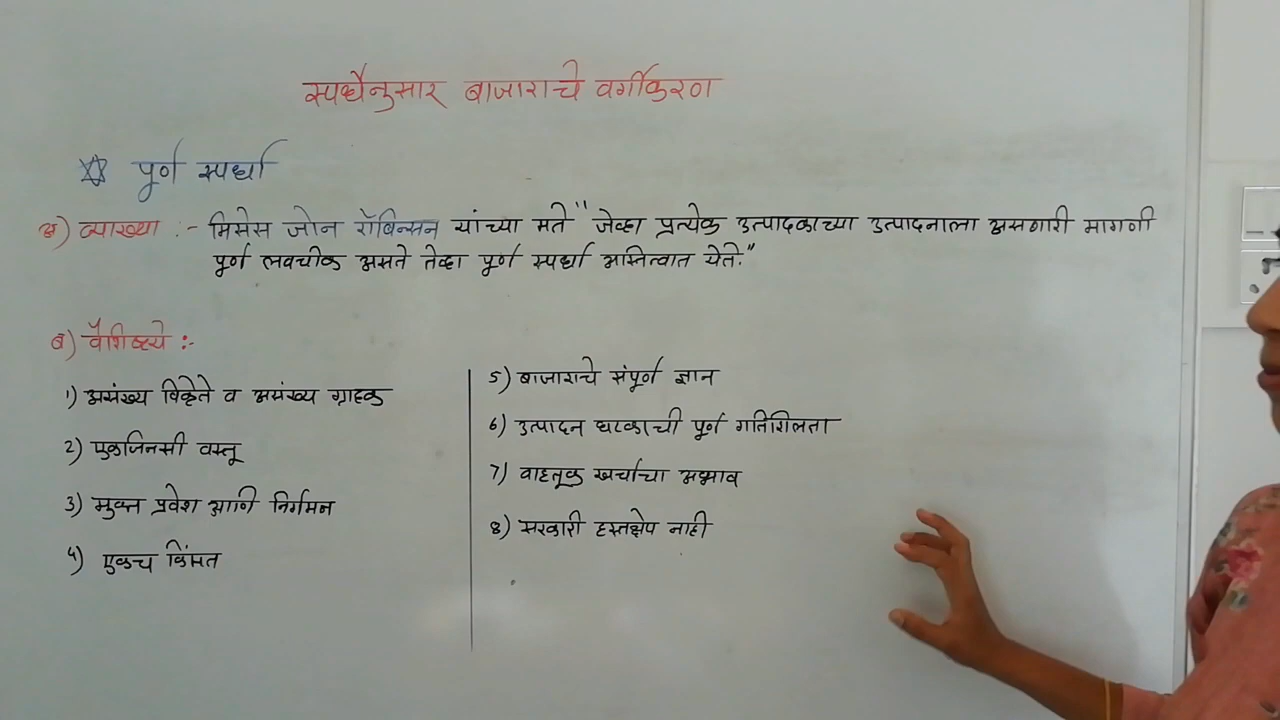 स्पर्धेनुसार बाजाराचे वर्गीकरण
पूर्ण स्पर्धा
अ) व्याख्या :- मिसेस जोन रॉबिन्सन यांच्या मते " जेव्हा प्रत्येक उत्पादकाच्या उत्पादनाला असणारी मागणी
पूर्ण लवचीक असते तेव्हा पूर्ण स्पर्धा अस्तित्वात येते."
ब) वैशिष्ट्ये :-
1) असंख्य विक्रेते व असंख्य ग्राहक
2) एकजिनसी वस्तू
3) मुक्त प्रवेश आणि निर्गमन
4) एकच किंमत
5) बाजाराचे संपूर्ण ज्ञान
6) उत्पादन घटकाची पूर्ण गतिशिलता
7) वाहतूक खर्चाचा अभाव
8) सरकारी हस्तक्षेप नाही